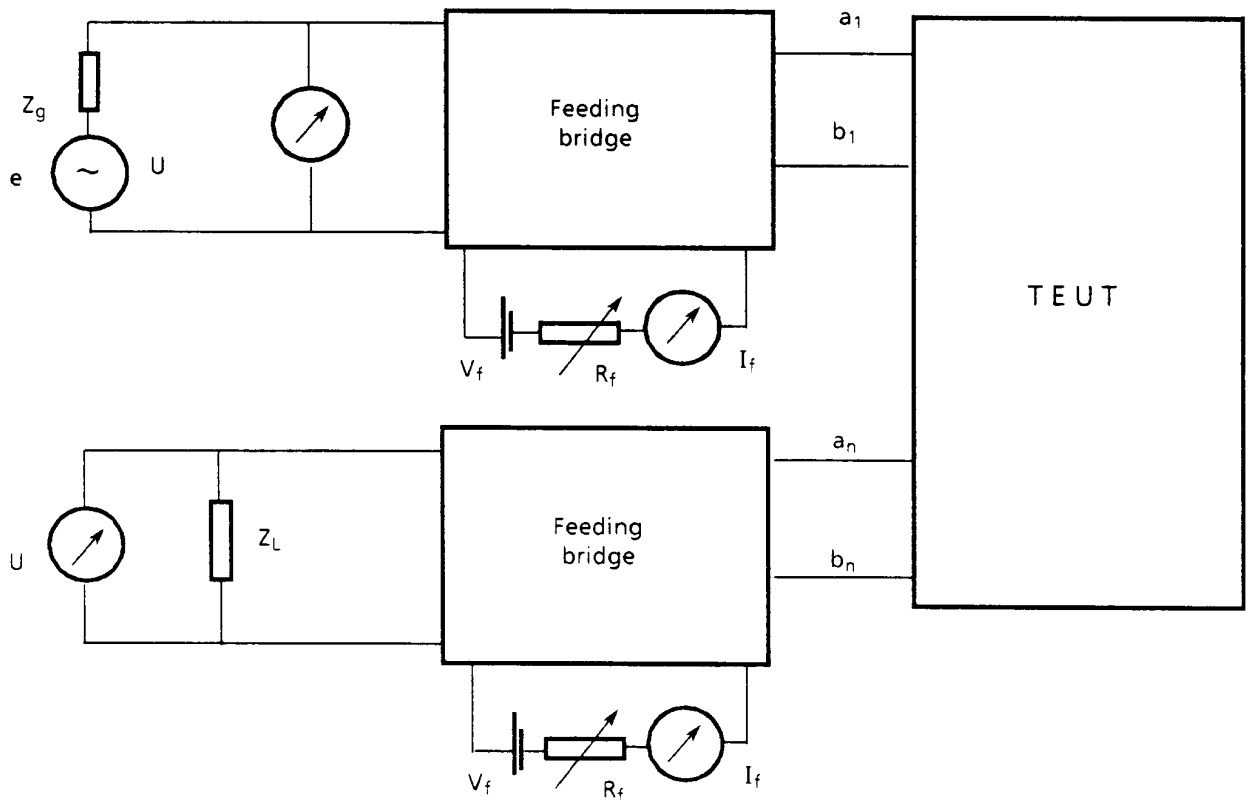 a1
Zg
Feeding
bridge
b1
e
~
U
TEUT
Vf
Rf
If
an
Feeding
bridge
ZL
U
bn
Vf
Rf
If